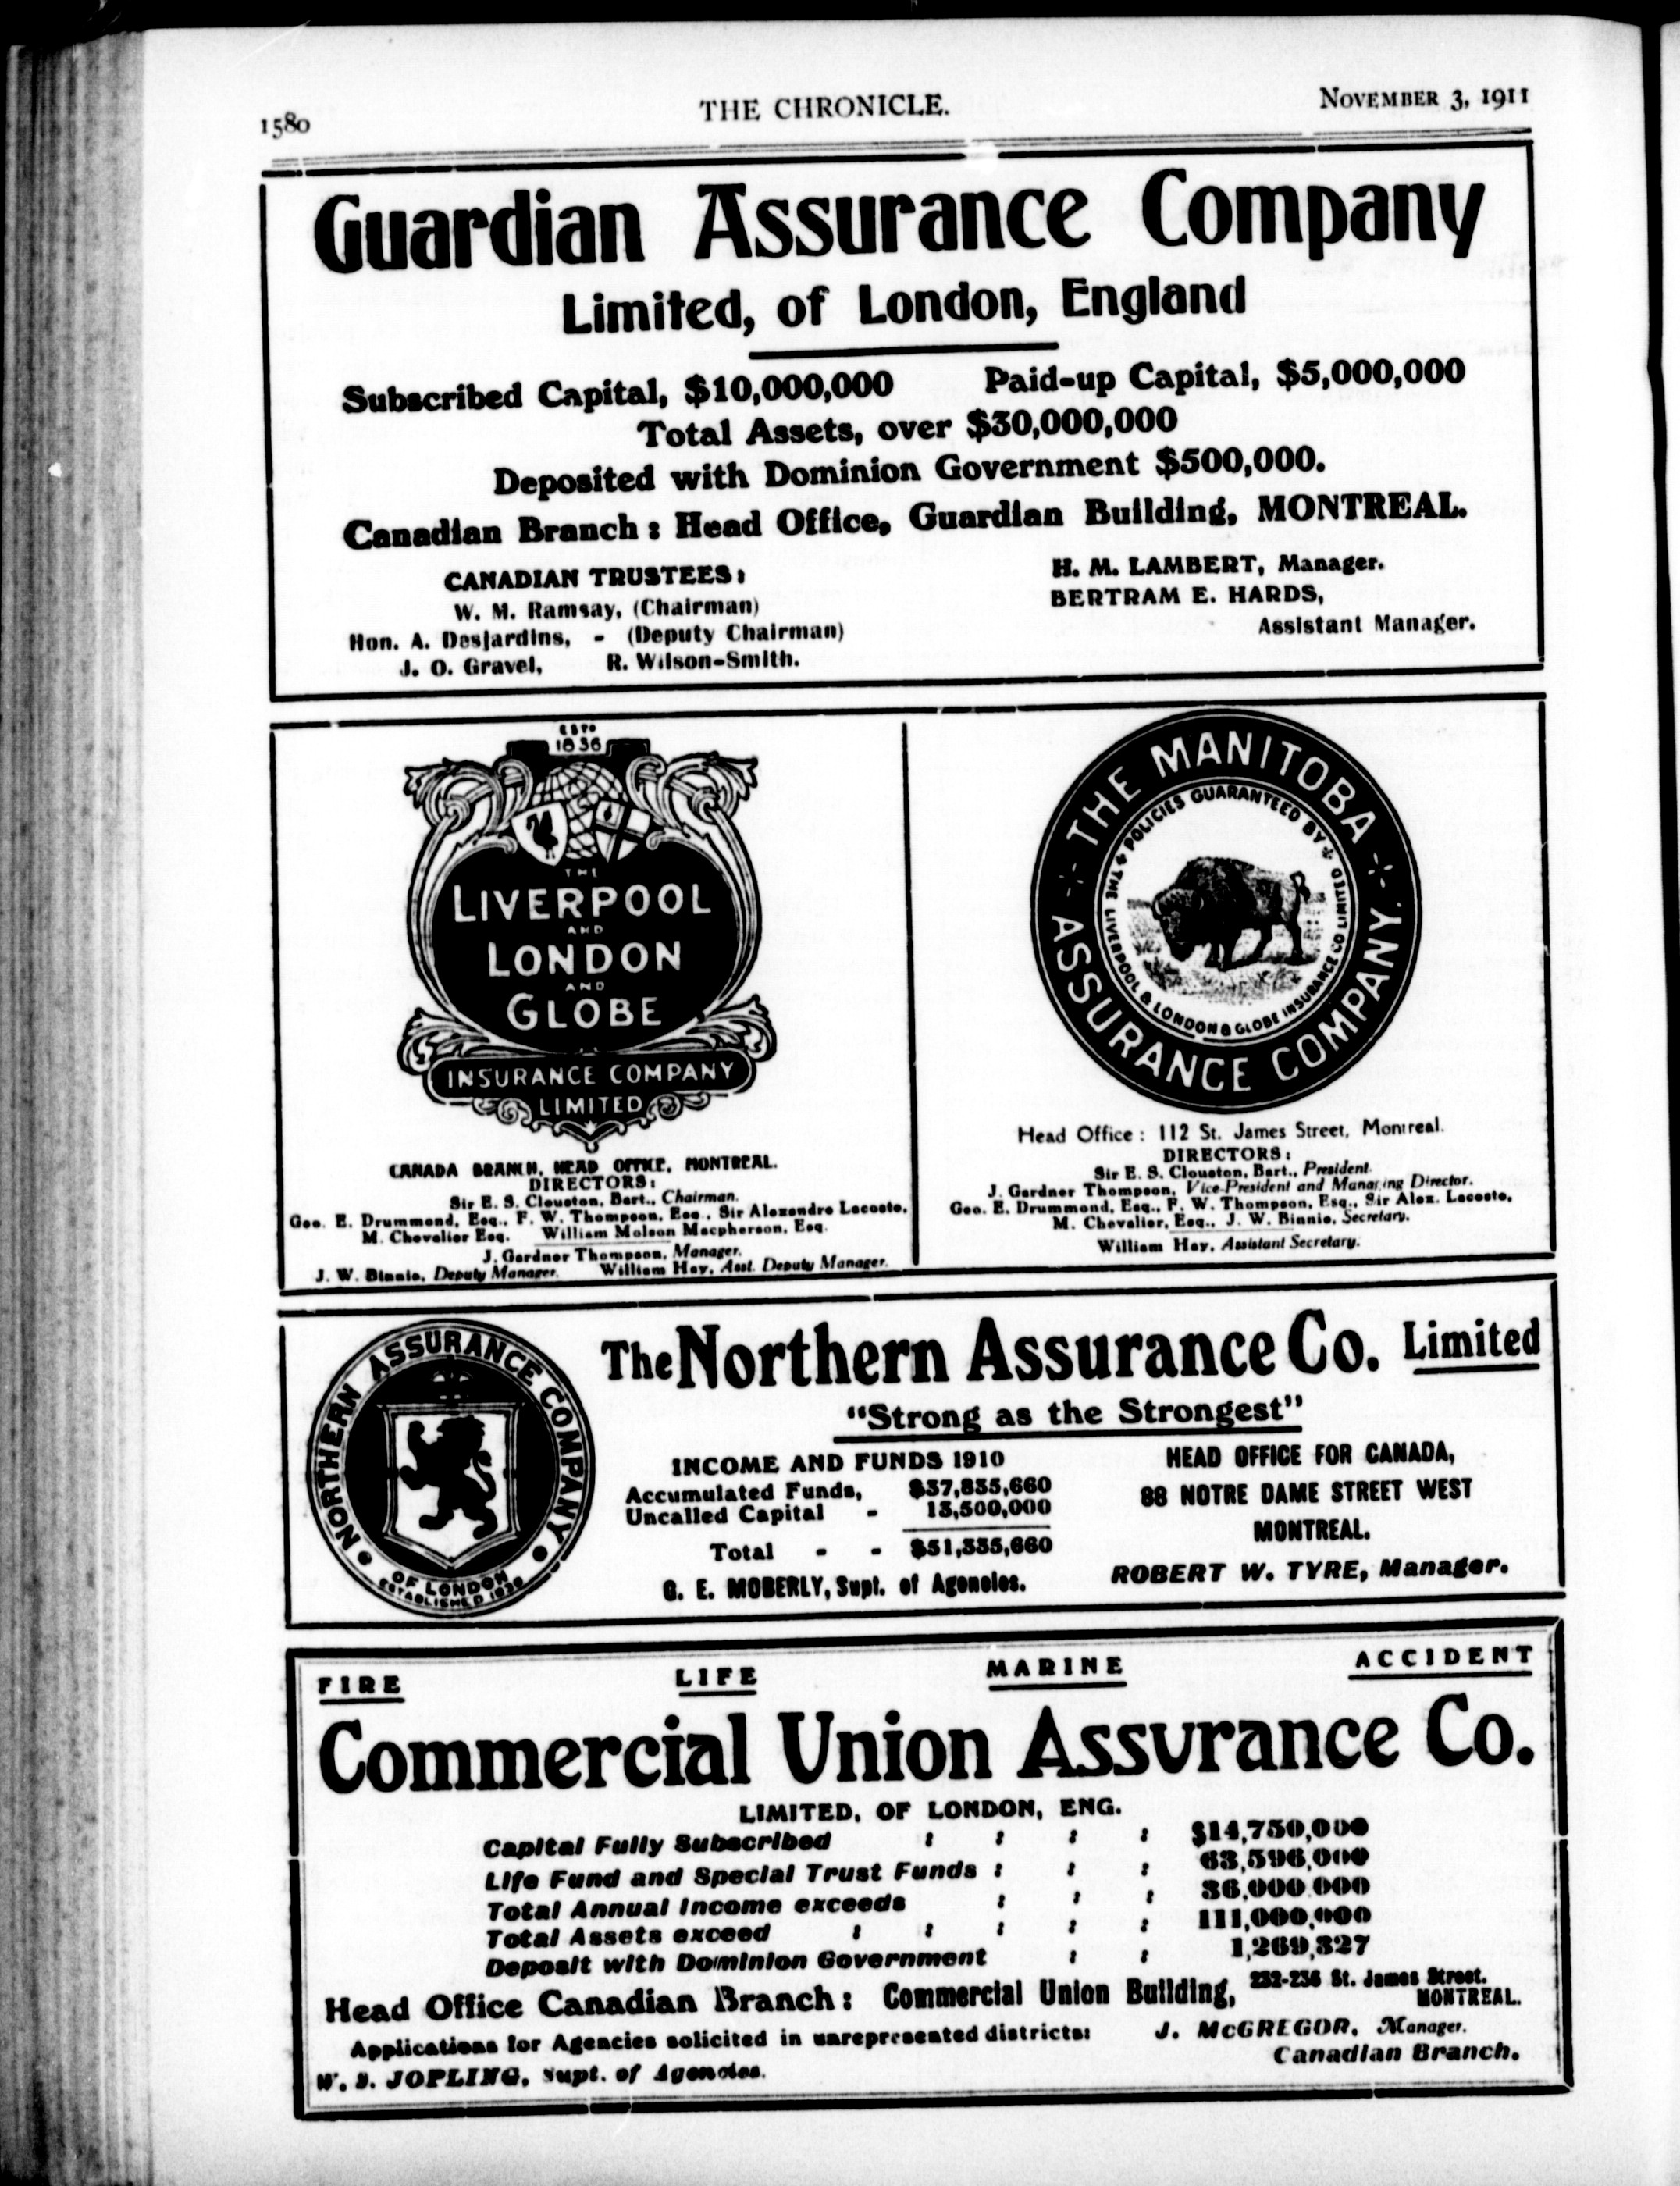 1580
THE CHRONICLE.
NOVEMBER 3, 1911
Guardian Assurance Company
Limited, of London, England
Subscribed Capital, $10,000,000 Paid-up Capital, $5,000,000
Total Assets, over $30,000,000
Deposited with Dominion Government $500,000.
Canadian Branch: Head Office, Guardian Building, MONTREAL.
CANADIAN TRUSTEES:
W. M. Ramsay, (Chairman)
Hon. A. Desjardins, - (Deputy Chairman)
J. O. Gravel, R. Wilson-Smith.
H. M. LAMBERT, Manager.
BERTRAM E. HARDS,
Assistant Manager.
ESTD
1836
THE
LIVERPOOL
AND
LONDON
AND
GLOBE
INSURANCE COMPANY
LIMITED
CANADA BRANCH, HEAD OFFICE, MONTREAL.
DIRECTORS:
Sir E. S. Clouston, Bart., Chairman.
Geo. E. Drummond, Esq., F. W. Thompson, Esq., Sir Alexandre Lacoste,
M. Chevalier Esq. William Molson Macpherson, Esq.
J. Gardner Thompson, Manager.
J. W. Binnie, Deputy Manager. William Hay, Asst. Deputy Manager.
THE MANITOBA
ASSURANCE COMPANY.
POLICIES GUARANTEED BY
THE LIVERPOOL & LONDON & GLOBE INSURANCE CO LIMITED
Head Office: 112 St. James Street, Montreal.
DIRECTORS:
Sir E. S. Clouston, Bart., President.
J. Gardner Thompson, Vice-President and Managing Director.
Geo. E. Drummond, Esq., F. W. Thompson, Esq., Sir Alex. Lacoste,
M. Chevalier, Esq., J. W. Binnie, Secretary.
William Hay, Assistant Secretary.
NORTHERN ASSURANCE COMPANY
OF LONDON
ESTABLISHED 1836
The Northern Assurance Co. Limited
"Strong as the Strongest"
INCOME AND FUNDS 1910
Accumulated Funds, $37,835,660
Uncalled Capital - 13,500,000
Total - - $51,335,660
G. E. MOBERLY, Supt. of Agencies.
HEAD OFFICE FOR CANADA,
88 NOTRE DAME STREET WEST
MONTREAL.
ROBERT W. TYRE, Manager.
FIRE LIFE MARINE ACCIDENT
Commercial Union Assurance Co.
LIMITED, OF LONDON, ENG.
Capital Fully Subscribed : : : : $14,750,000
Life Fund and Special Trust Funds : : : 63,596,000
Total Annual Income exceeds : : : 36,000,000
Total Assets exceed : : : : : 111,000,000
Deposit with Dominion Government : : 1,269,327
Head Office Canadian Branch: Commercial Union Building, 232-236 St. James Street.
MONTREAL.
Applications for Agencies solicited in unrepresented districts:
W. S. JOPLING, Supt. of Agencies.
J. McGREGOR, Manager.
Canadian Branch.